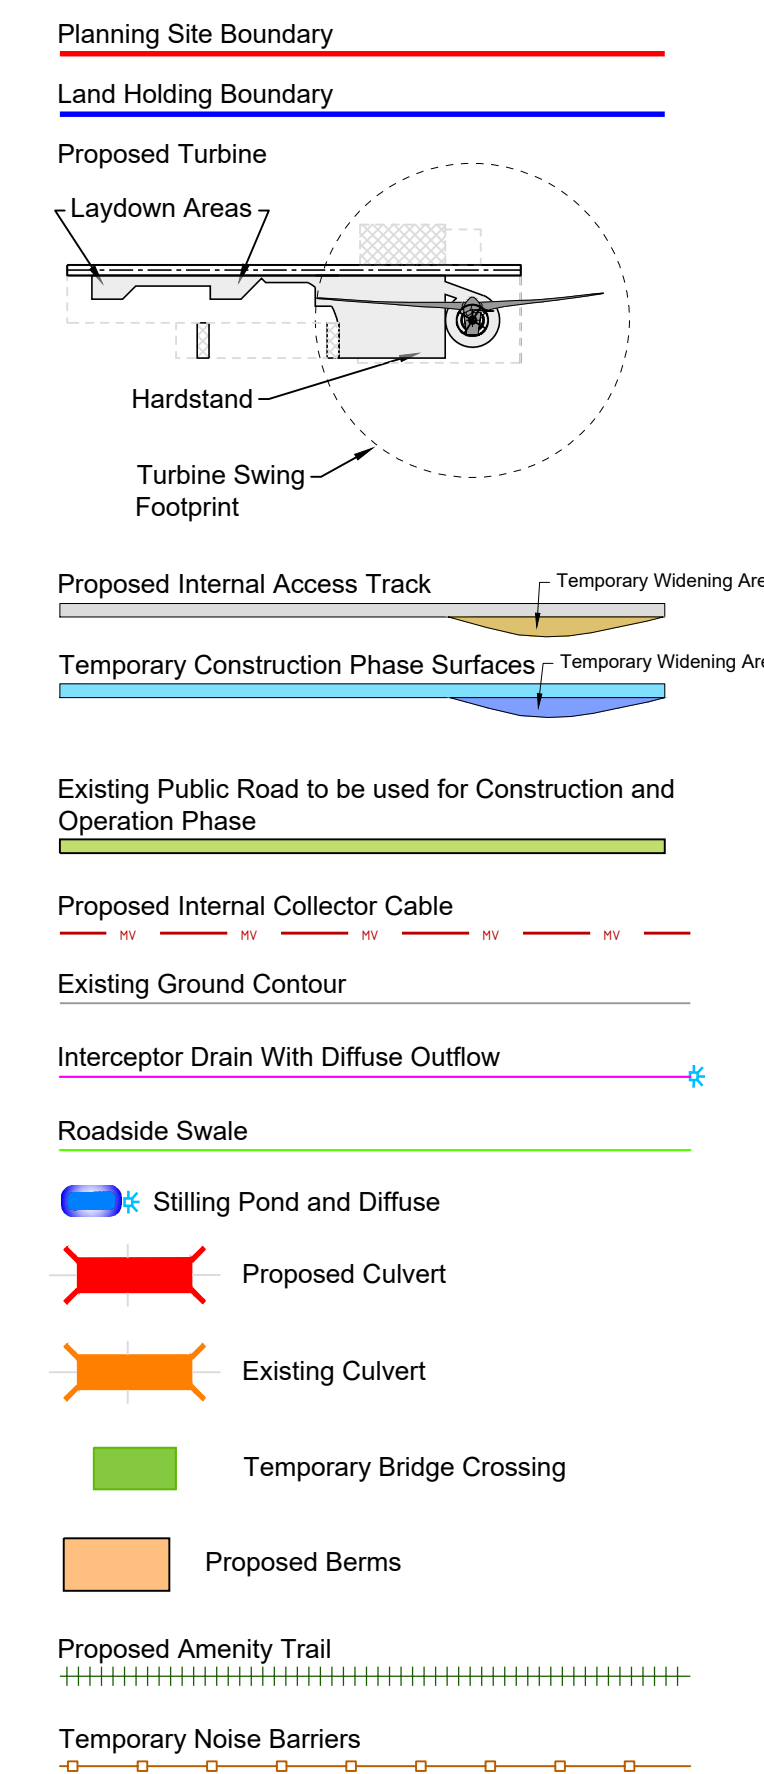 Planning Site Boundary
Land Holding Boundary
Proposed Turbine
Laydown Areas
Hardstand
Turbine Swing
Footprint
Proposed Internal Access Track
Temporary Widening Are
Temporary Construction Phase Surfaces
Temporary Widening Are
Existing Public Road to be used for Construction and
Operation Phase
Proposed Internal Collector Cable
MV MV MV MV MV
Existing Ground Contour
Interceptor Drain With Diffuse Outflow
Roadside Swale
Stilling Pond and Diffuse
Proposed Culvert
Existing Culvert
Temporary Bridge Crossing
Proposed Berms
Proposed Amenity Trail
Temporary Noise Barriers